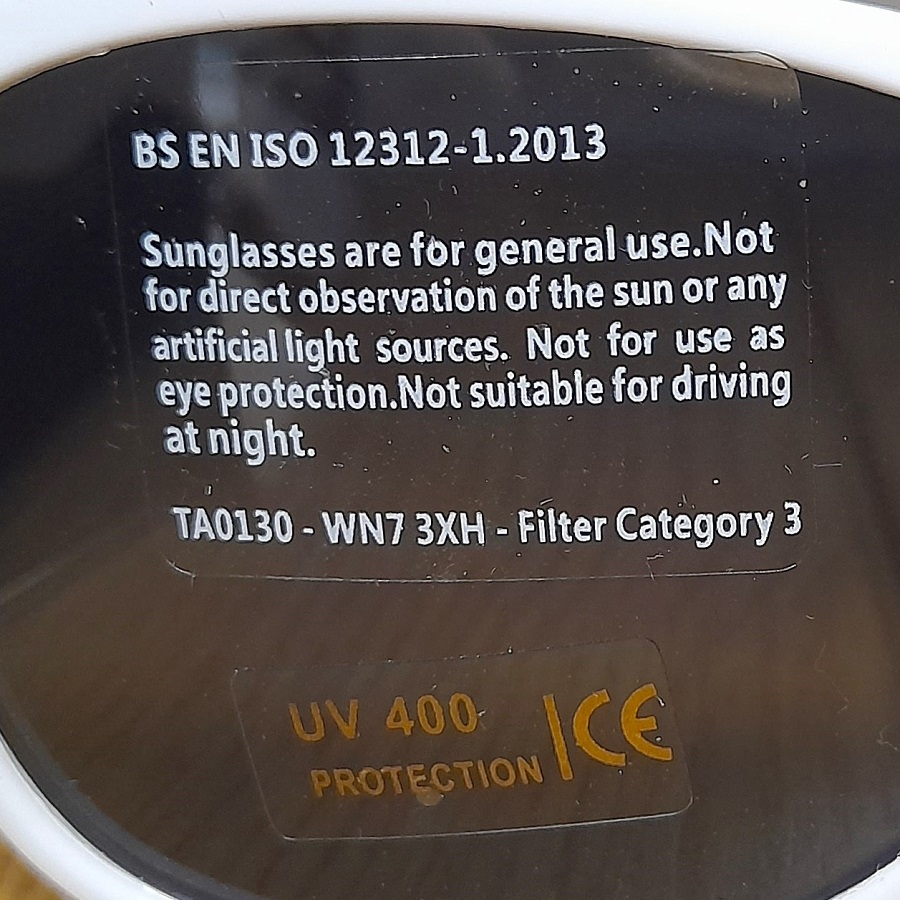 BS EN ISO 12312-1.2013
Sunglasses are for general use.Not
for direct observation of the sun or any
artificial light sources. Not for use as
eye protection.Not suitable for driving
at night.
TA0130 - WN7 3XH - Filter Category 3
UV 400
PROTECTION
CE